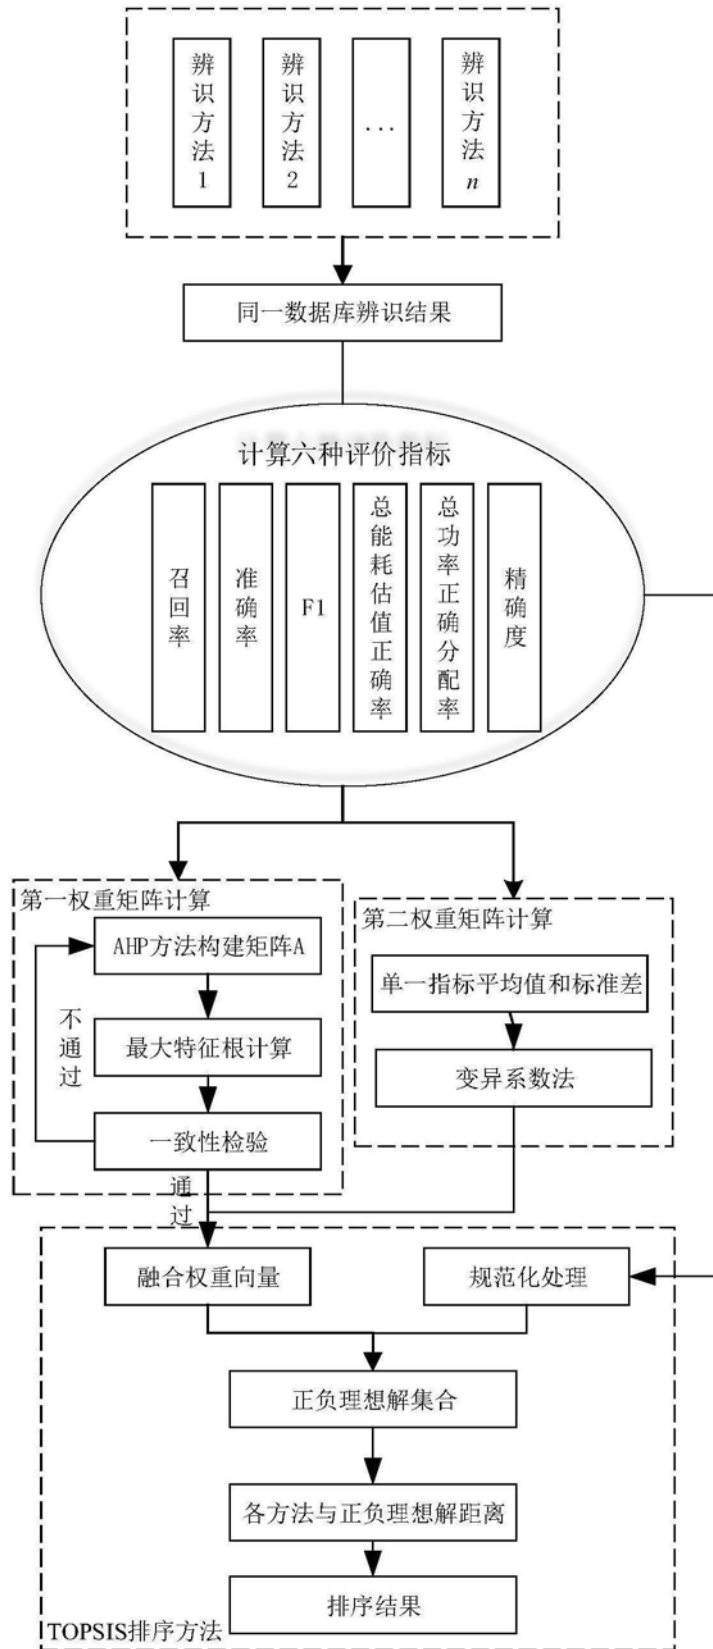 辨识方法1
辨识方法2
...
辨识方法n
同一数据库辨识结果
计算六种评价指标
召回率
准确率
F1
总能耗估值正确率
总功率正确分配率
精确度
第一权重矩阵计算
AHP方法构建矩阵A
最大特征根计算
一致性检验
不通过
通过
第二权重矩阵计算
单一指标平均值和标准差
变异系数法
融合权重向量
规范化处理
正负理想解集合
各方法与正负理想解距离
排序结果
TOPSIS排序方法